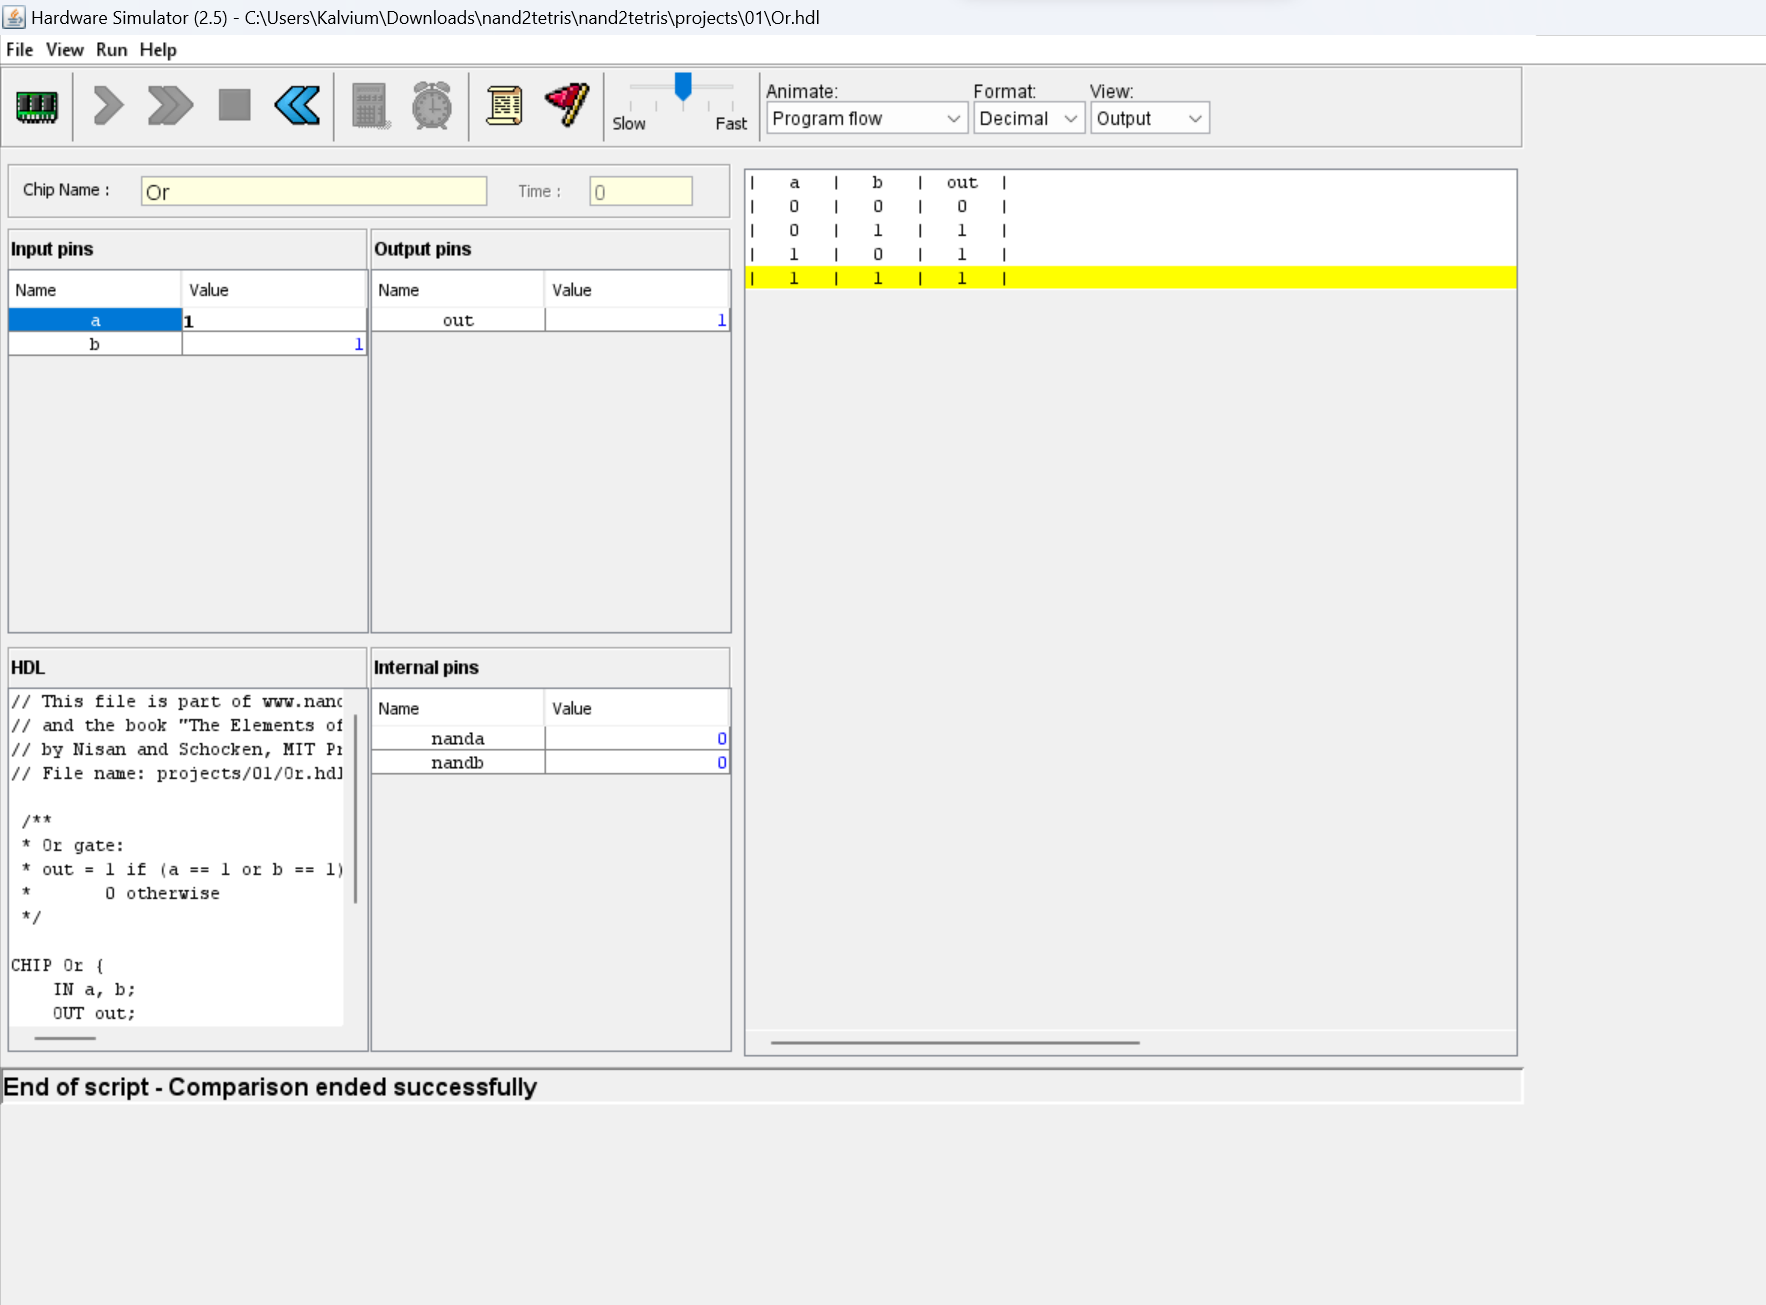 Hardware Simulator (2.5) - C:\Users\Kalvium\Downloads\nand2tetris\nand2tetris\projects\01\Or.hdl
File View Run Help
Slow Fast
Animate: Format: View:
Program flow Decimal Output
Chip Name : Or Time : 0
Input pins
Name Value
a 1
b 1
Output pins
Name Value
out 1
HDL
// This file is part of www.nand
// and the book "The Elements of
// by Nisan and Schocken, MIT Pr
// File name: projects/01/Or.hdl
/**
* Or gate:
* out = 1 if (a == 1 or b == 1)
* 0 otherwise
*/
CHIP Or {
IN a, b;
OUT out;
Internal pins
Name Value
nanda 0
nandb 0
| a | b | out |
| 0 | 0 | 0 |
| 0 | 1 | 1 |
| 1 | 0 | 1 |
| 1 | 1 | 1 |
End of script - Comparison ended successfully